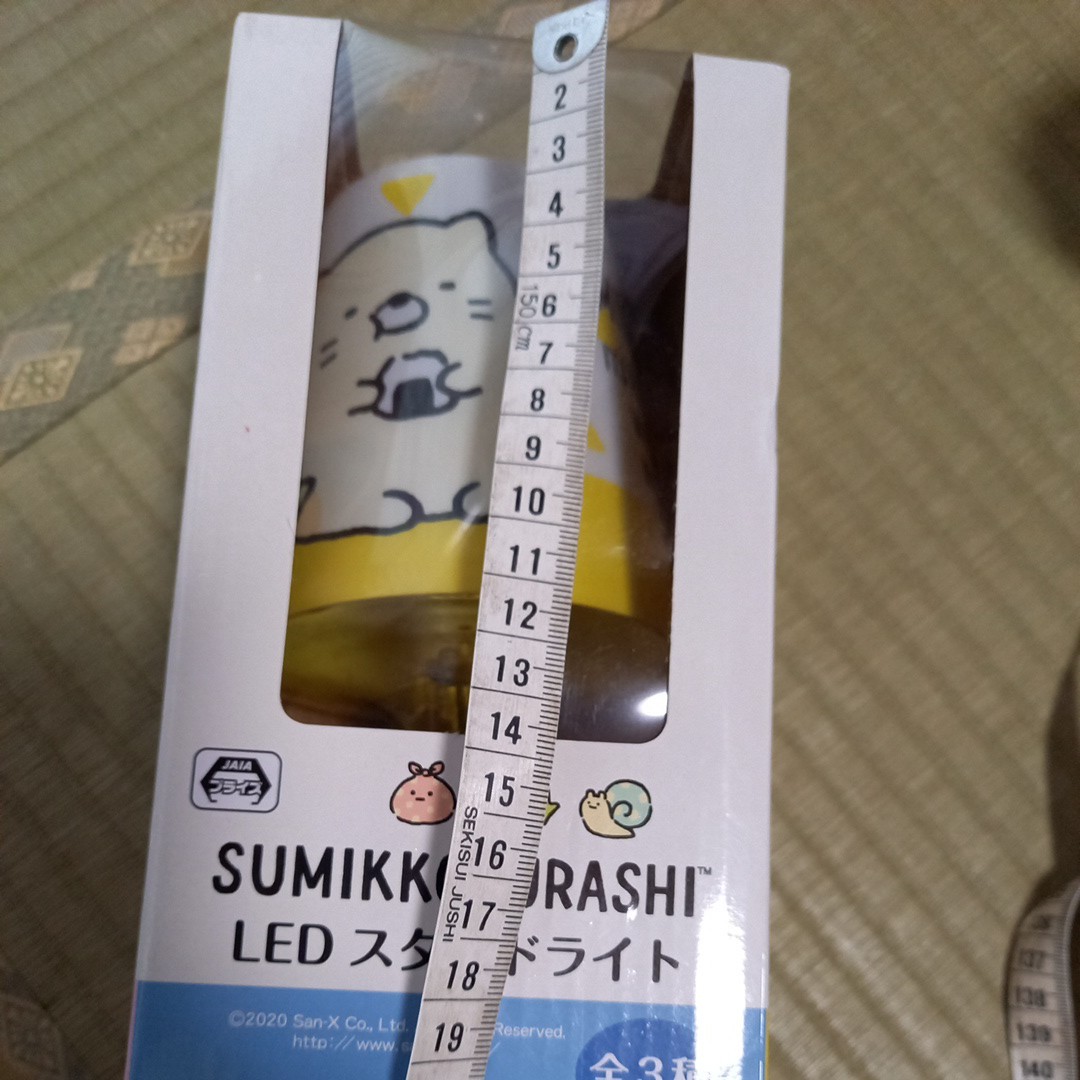 2
3
4
5
6
150cm
7
8
9
10
11
12
13
14
15
SEKISUI JUSHI
16
17
18
19
JAIA
プライズ
SUMIKKO URASHI™
LED スタ ドライト
©2020 San-X Co., Ltd. Reserved.
http://www.sa
全3種
137
138
139
140